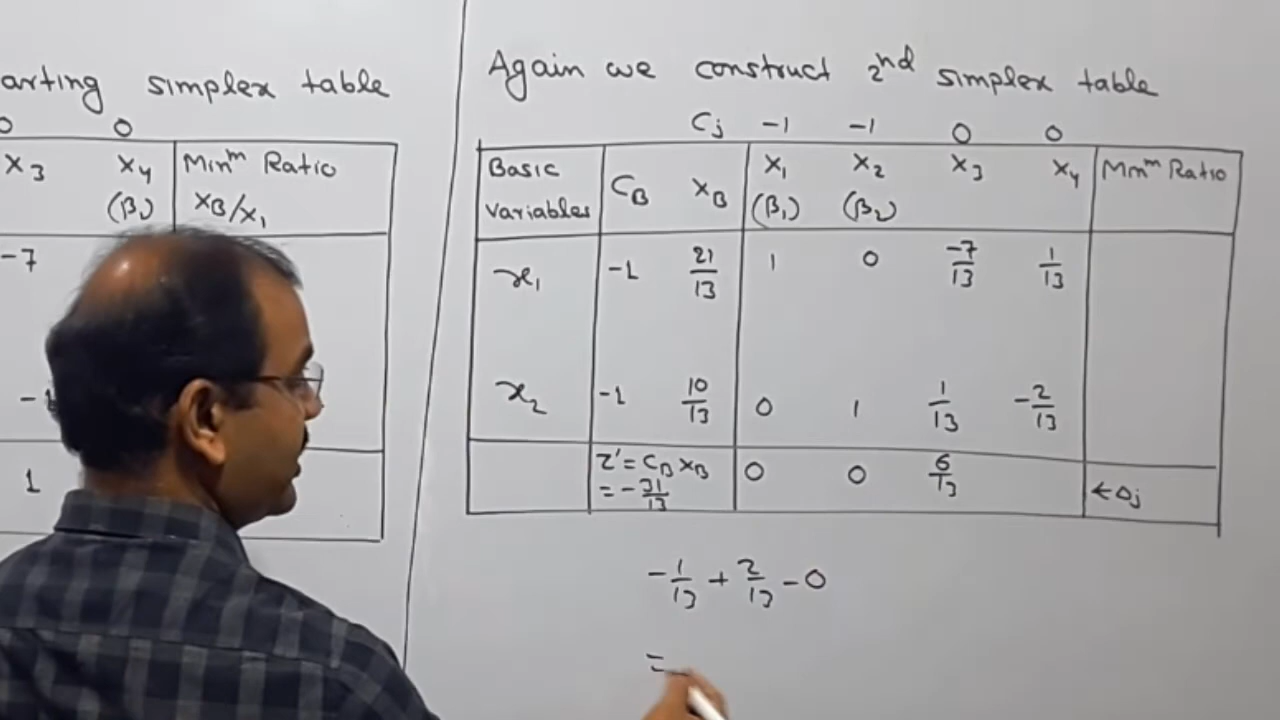 arting simplex table
0 0
x3 x4 Minᵐ Ratio
(β1) XB/x1
-7
-1
1
Again we construct 2nd simplex table
Cj -1 -1 0 0
Basic Variables CB XB X1 (β1) X2 (β2) X3 X4 Minᵐ Ratio
x1 -1 21/13 1 0 -7/13 1/13
x2 -1 10/13 0 1 1/13 -2/13
Z' = CB XB 0 0 6/13 ←Δj
= -31/13
-1/13 + 2/13 - 0
=